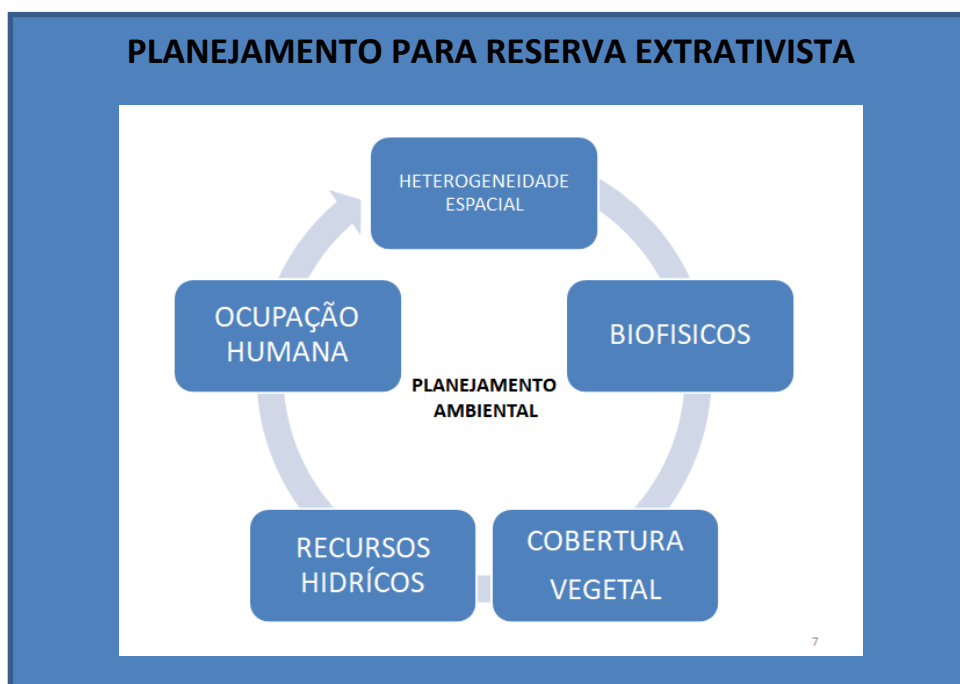 PLANEJAMENTO PARA RESERVA EXTRATIVISTA
HETEROGENEIDADE
ESPACIAL
BIOFISICOS
COBERTURA
VEGETAL
RECURSOS
HIDRÍCOS
OCUPAÇÃO
HUMANA
PLANEJAMENTO
AMBIENTAL
7